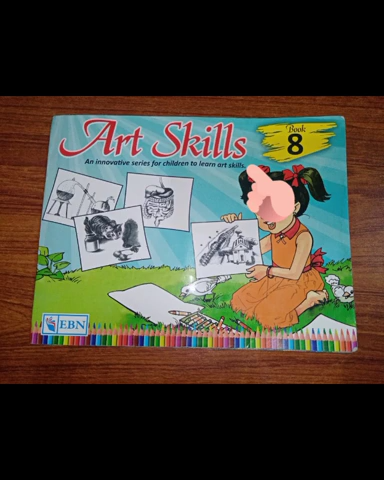 Art Skills
An innovative series for children to learn art skills.
Book
8
EBN